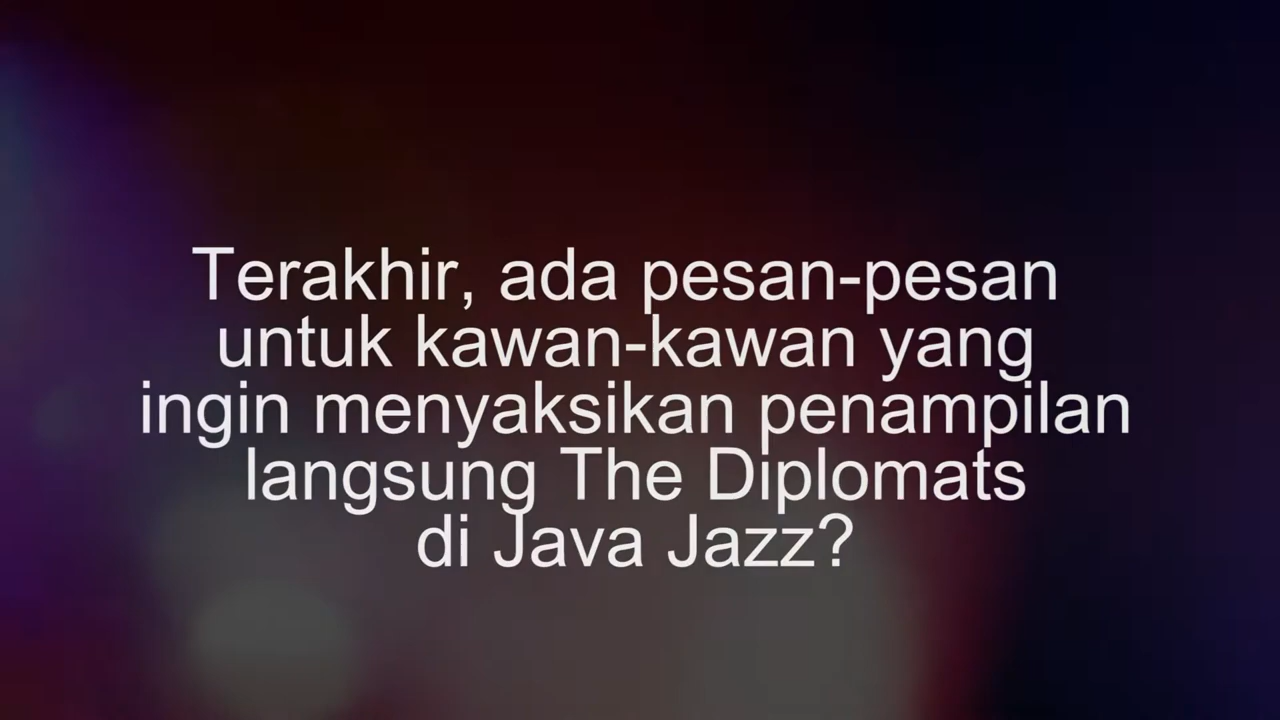 Terakhir, ada pesan-pesan
untuk kawan-kawan yang
ingin menyaksikan penampilan
langsung The Diplomats
di Java Jazz?